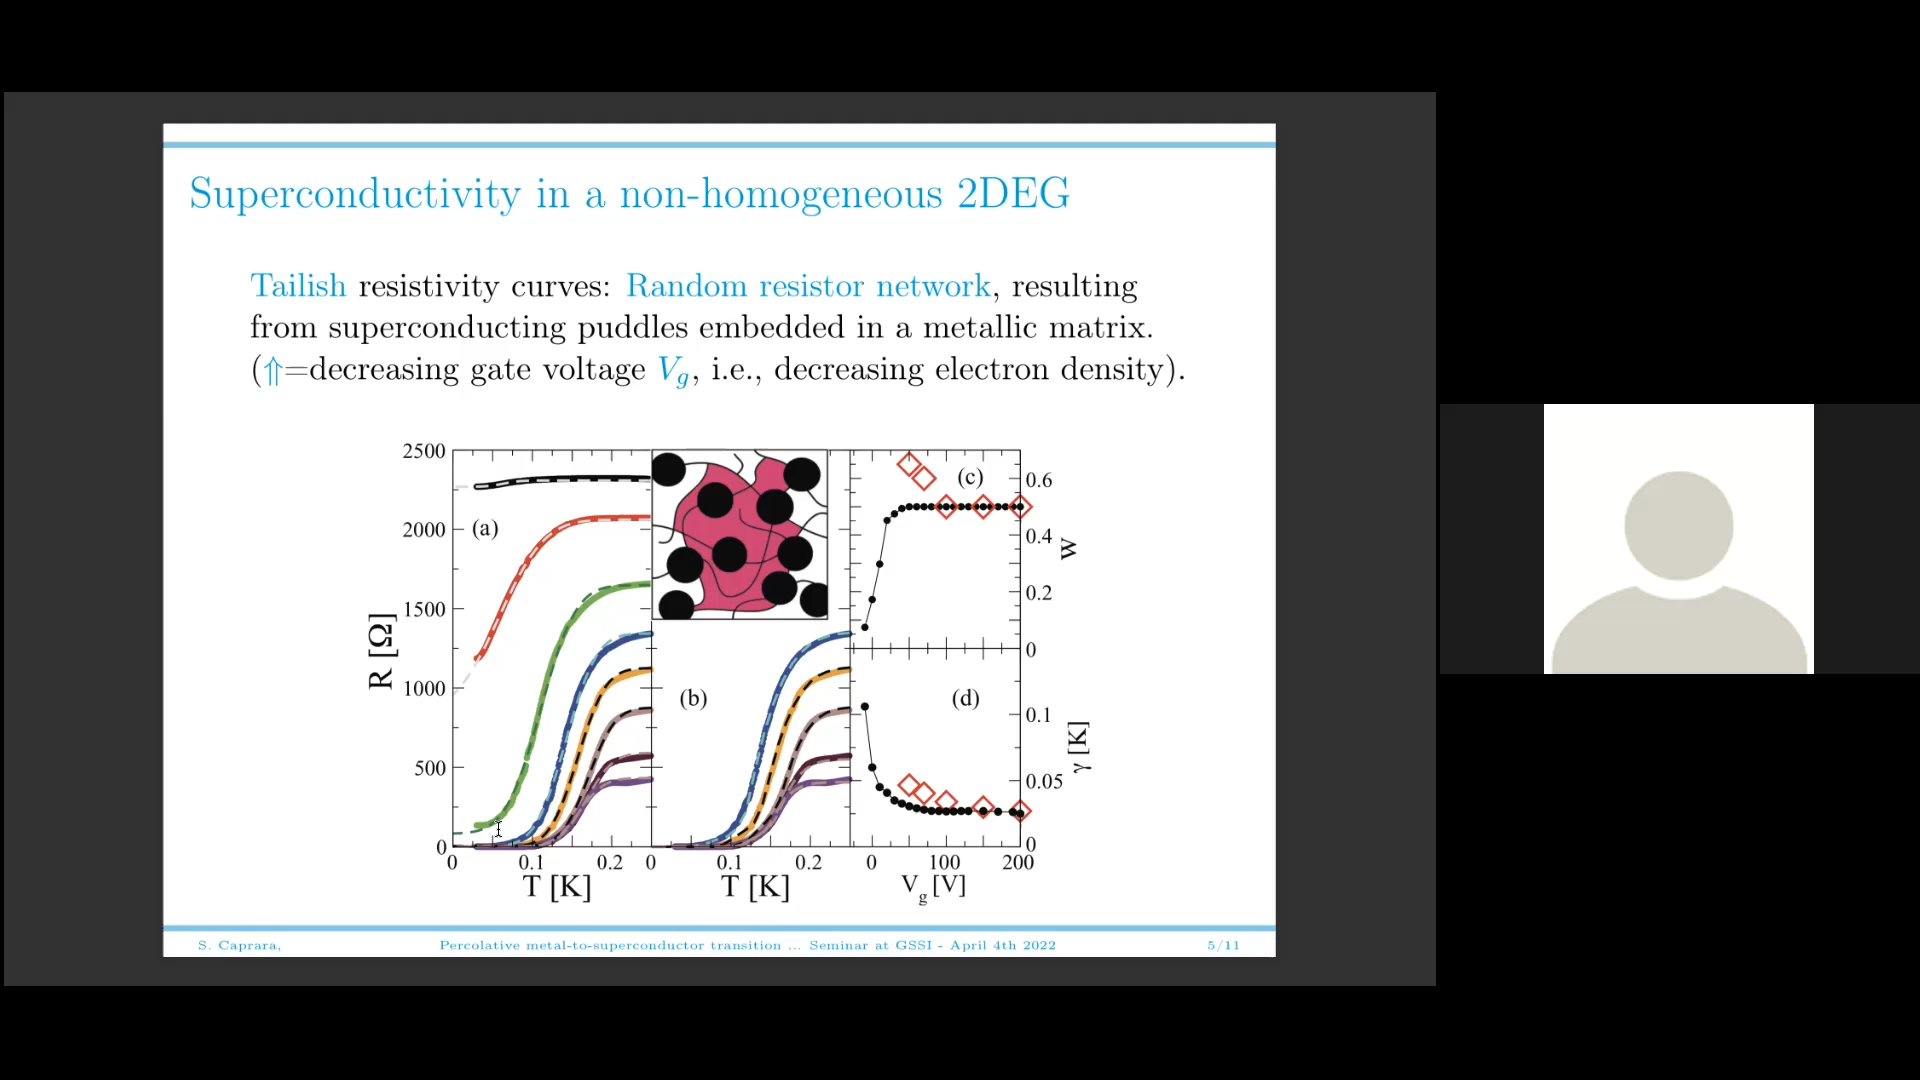 Superconductivity in a non-homogeneous 2DEG
Tailish resistivity curves: Random resistor network, resulting
from superconducting puddles embedded in a metallic matrix.
(⇑=decreasing gate voltage Vg, i.e., decreasing electron density).
2500
2000
1500
1000
500
0
R [Ω]
(a)
0 0.1 0.2
T [K]
(b)
0 0.1 0.2
T [K]
(c)
0.6
0.4
0.2
0
w
(d)
0.1
0.05
0
γ [K]
0 100 200
Vg [V]
S. Caprara, Percolative metal-to-superconductor transition ... Seminar at GSSI - April 4th 2022 5/11